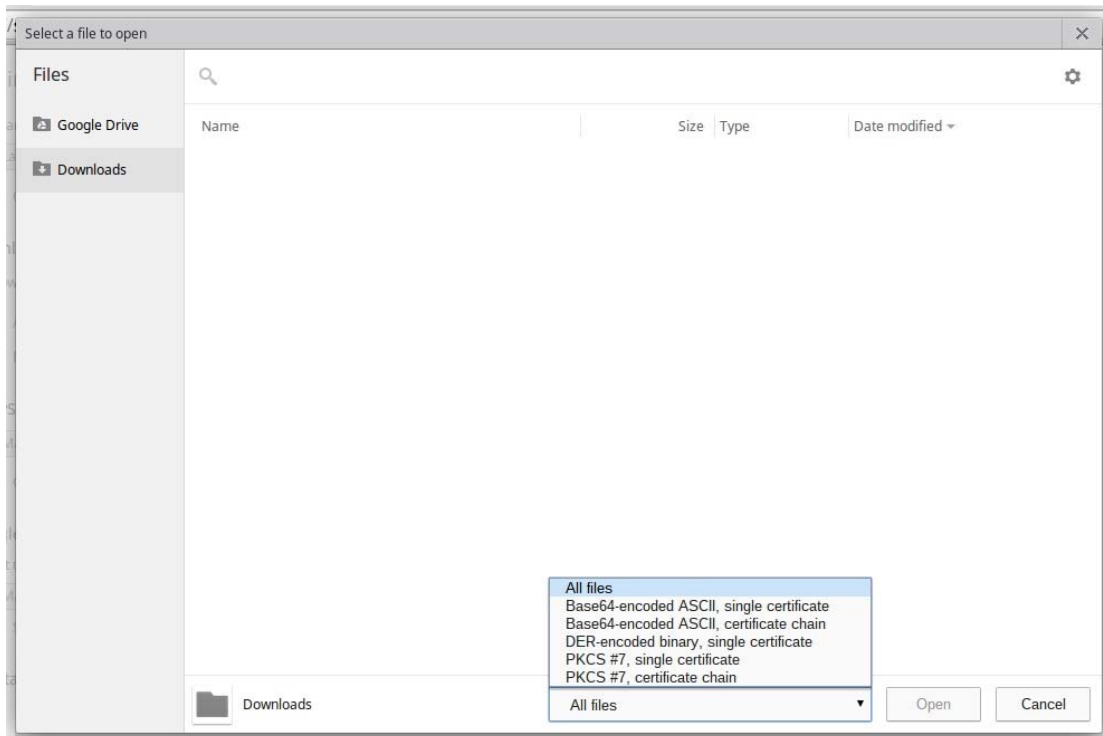 Select a file to open
Files
Google Drive
Downloads
Name Size Type Date modified
All files
Base64-encoded ASCII, single certificate
Base64-encoded ASCII, certificate chain
DER-encoded binary, single certificate
PKCS #7, single certificate
PKCS #7, certificate chain
Downloads All files Open Cancel